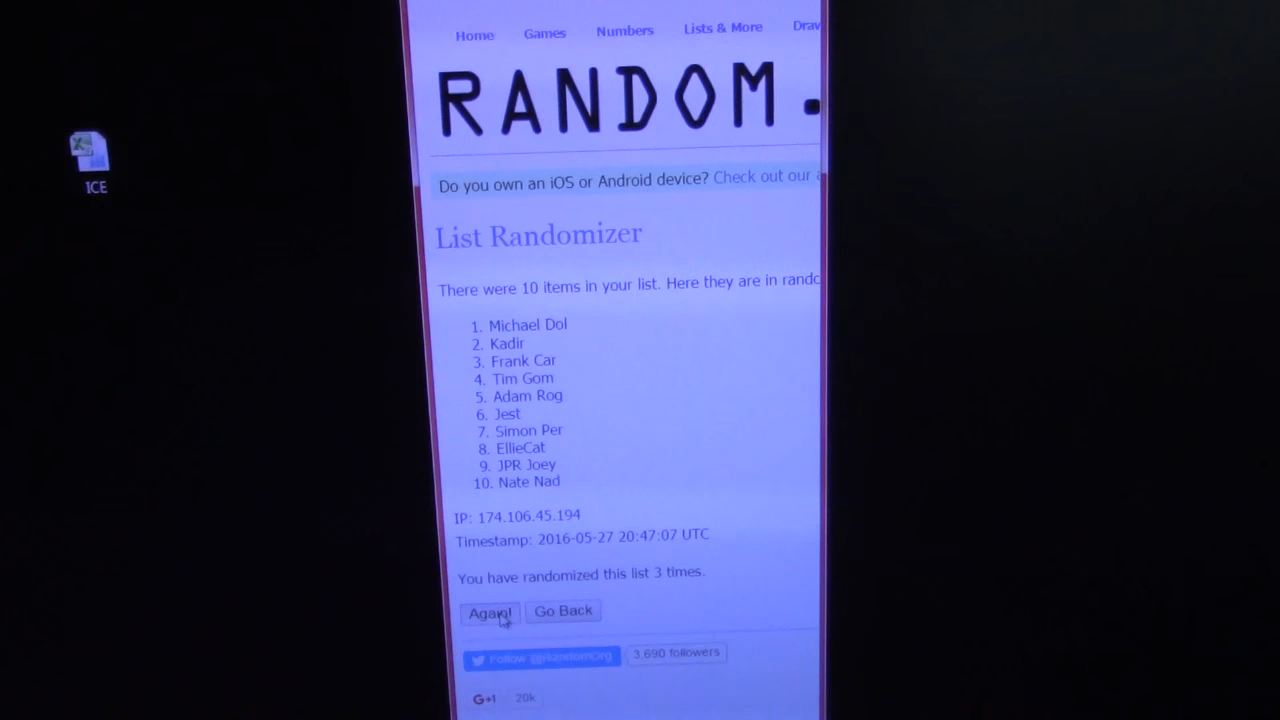 Home Games Numbers Lists & More
RANDOM.
ICE
Do you own an iOS or Android device? Check out our
List Randomizer
There were 10 items in your list. Here they are in
1. Michael Dol
2. Kadir
3. Frank Car
4. Tim Gom
5. Adam Rog
6. Jest
7. Simon Per
8. EllieCat
9. JPR Joey
10. Nate Nad
IP: 174.106.45.194
Timestamp: 2016-05-27 20:47:07 UTC
You have randomized this list 3 times.
Again! Go Back
Follow @RandomOrg 3,690 followers
G+1 20k